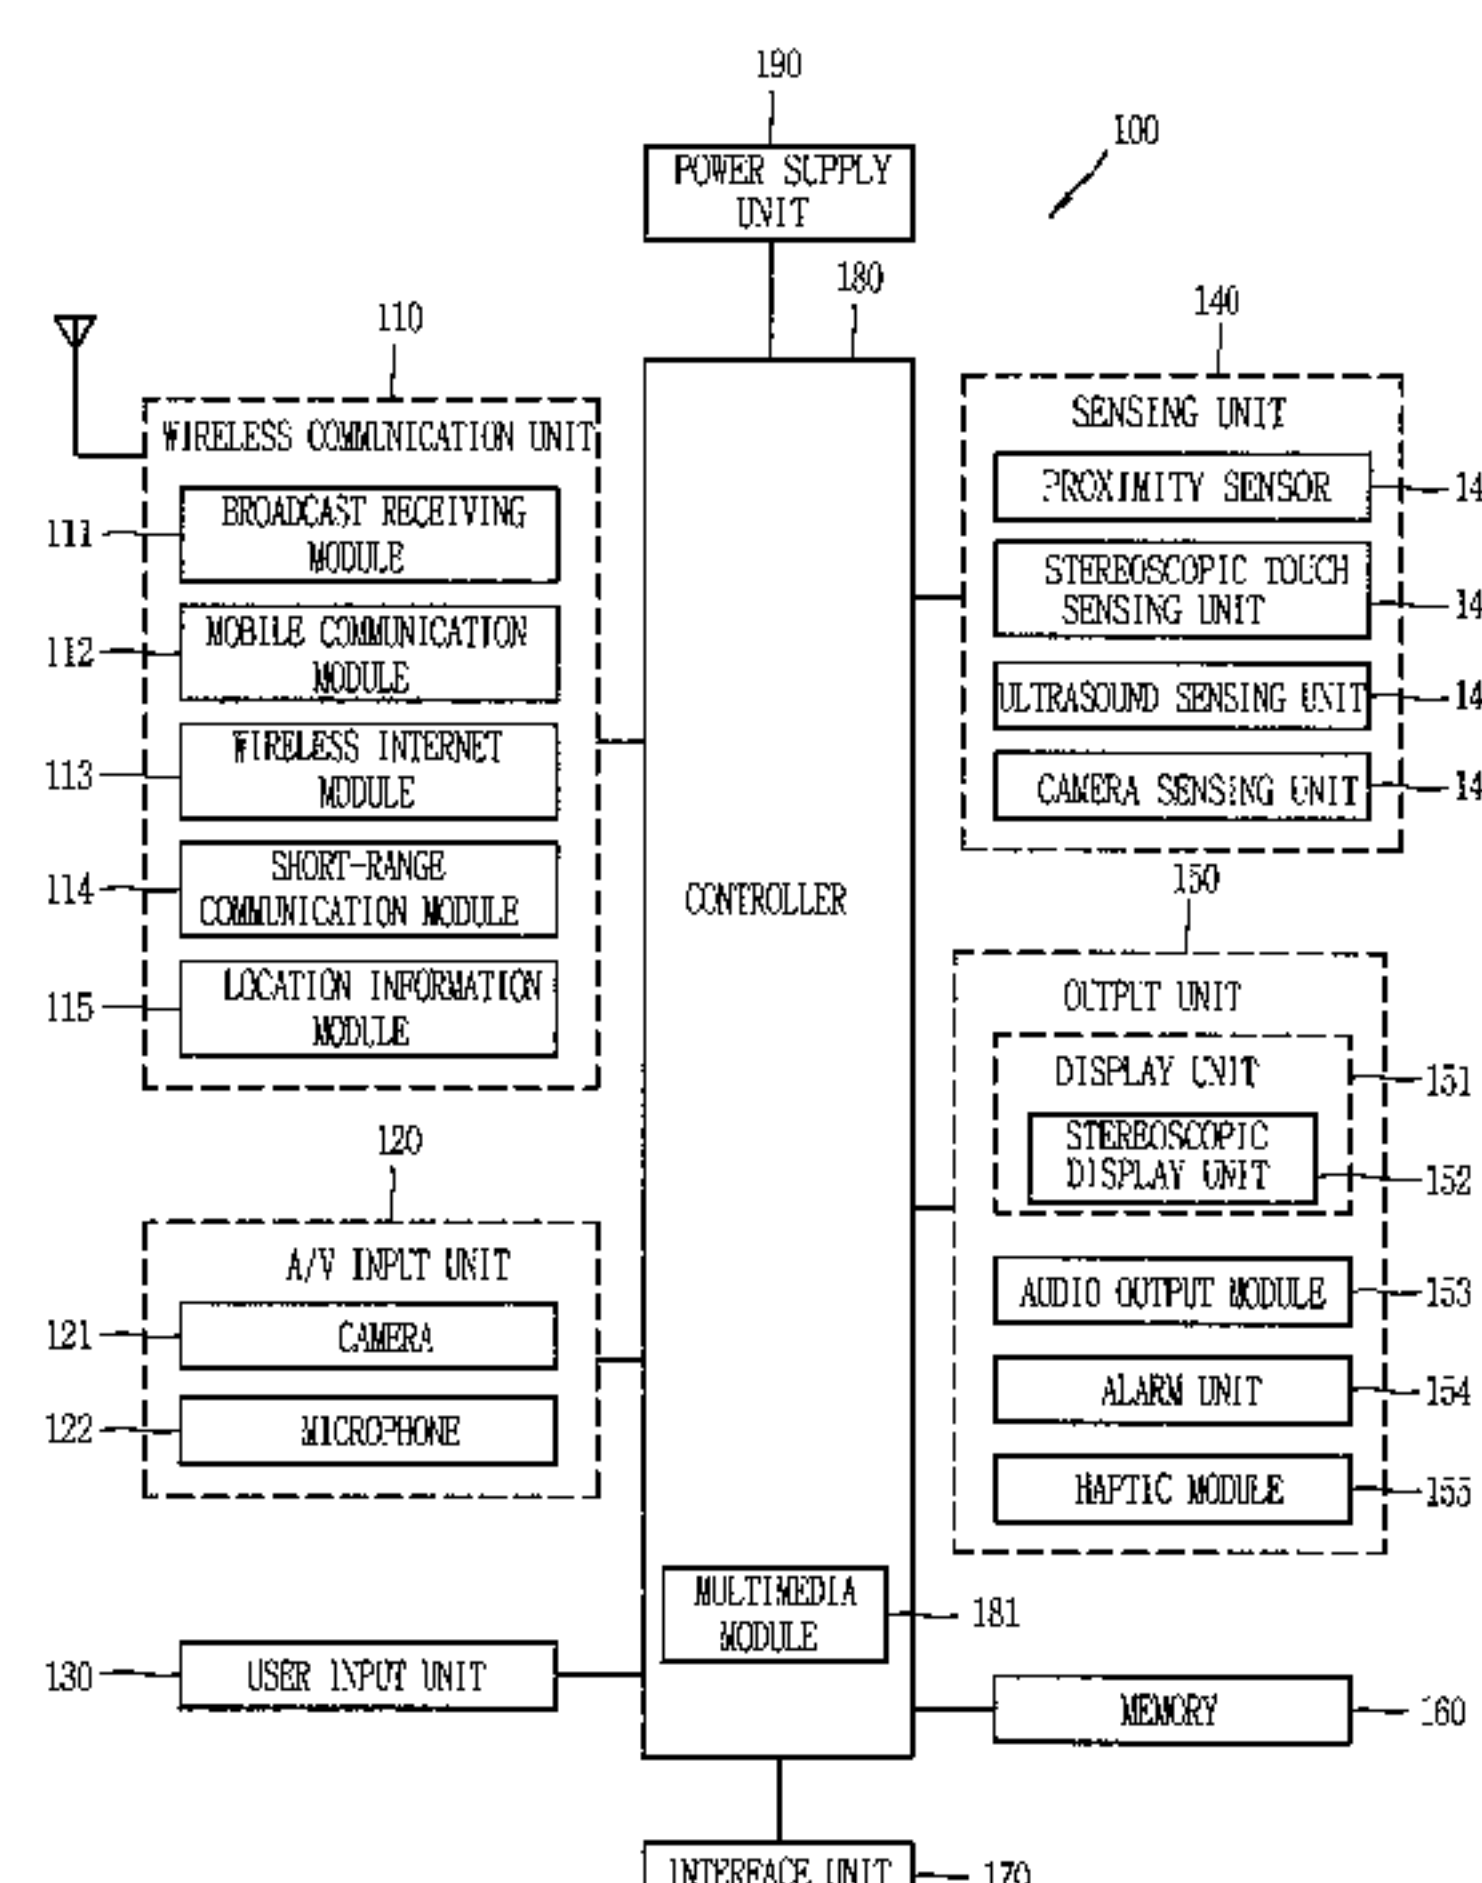 190
100
POWER SUPPLY
UNIT
180
110
140
WIRELESS COMMUNICATION UNIT
SENSING UNIT
BROADCAST RECEIVING
MODULE
111
PROXIMITY SENSOR
14
MOBILE COMMUNICATION
MODULE
112
STEREOSCOPIC TOUCH
SENSING UNIT
14
WIRELESS INTERNET
MODULE
113
ULTRASOUND SENSING UNIT
14
CAMERA SENSING UNIT
14
SHORT-RANGE
COMMUNICATION MODULE
114
CONTROLLER
150
LOCATION INFORMATION
MODULE
115
OUTPUT UNIT
DISPLAY UNIT
151
STEREOSCOPIC
DISPLAY UNIT
152
120
A/V INPUT UNIT
CAMERA
121
MICROPHONE
122
AUDIO OUTPUT MODULE
153
ALARM UNIT
154
HAPTIC MODULE
155
MULTIMEDIA
MODULE
181
130
USER INPUT UNIT
MEMORY
160
INTERFACE UNIT
170